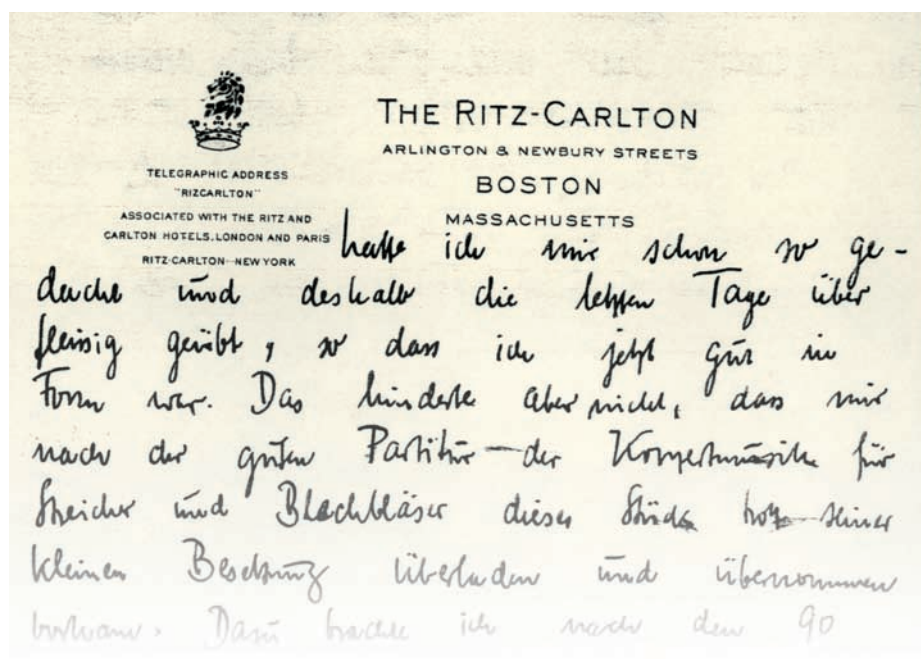 THE RITZ-CARLTON
ARLINGTON & NEWBURY STREETS
BOSTON
MASSACHUSETTS
TELEGRAPHIC ADDRESS
"RIZCARLTON"
ASSOCIATED WITH THE RITZ AND
CARLTON HOTELS, LONDON AND PARIS
RITZ-CARLTON-NEW YORK
hatte ich mir schon so ge-
dacht und deshalb die letzten Tage über
fleissig geübt, so dass ich jetzt gut in
Form war. Das hinderte aber nicht, dass mir
nach der guten Partitur der Konzertmusik für
Streicher und Blechbläser dieses Stück trotz seiner
kleinen Besetzung überladen und übernommen
vorkam. Dazu brachte ich nach den 90